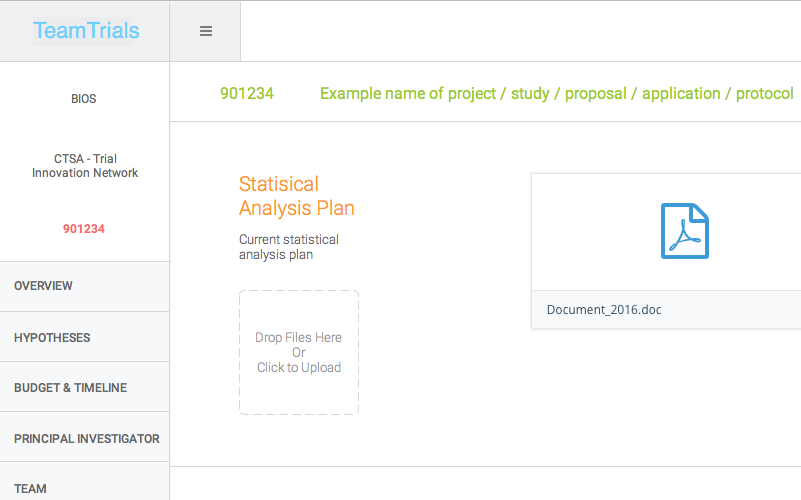 TeamTrials
BIOS
CTSA - Trial
Innovation Network
901234
OVERVIEW
HYPOTHESES
BUDGET & TIMELINE
PRINCIPAL INVESTIGATOR
TEAM
901234 Example name of project / study / proposal / application / protocol
Statisical
Analysis Plan
Current statistical
analysis plan
Drop Files Here
Or
Click to Upload
Document_2016.doc